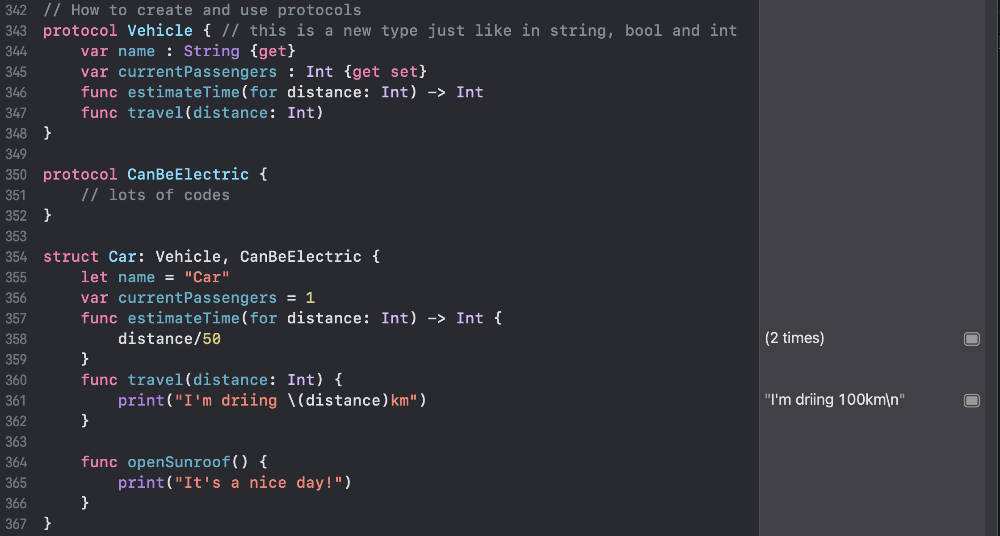 342 // How to create and use protocols
343 protocol Vehicle { // this is a new type just like in string, bool and int
344     var name : String {get}
345     var currentPassengers : Int {get set}
346     func estimateTime(for distance: Int) -> Int
347     func travel(distance: Int)
348 }
349
350 protocol CanBeElectric {
351     // lots of codes
352 }
353
354 struct Car: Vehicle, CanBeElectric {
355     let name = "Car"
356     var currentPassengers = 1
357     func estimateTime(for distance: Int) -> Int {
358         distance/50 (2 times)
359     }
360     func travel(distance: Int) {
361         print("I'm driing \(distance)km") "I'm driing 100km\n"
362     }
363
364     func openSunroof() {
365         print("It's a nice day!")
366     }
367 }